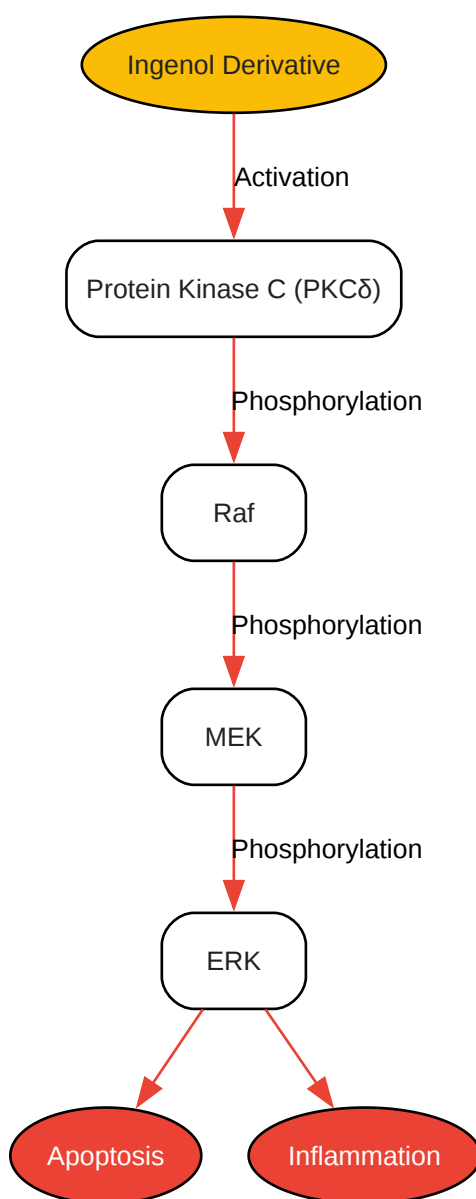 Ingenol Derivative
Activation
Protein Kinase C (PKCδ)
Phosphorylation
Raf
Phosphorylation
MEK
Phosphorylation
ERK
Apoptosis
Inflammation